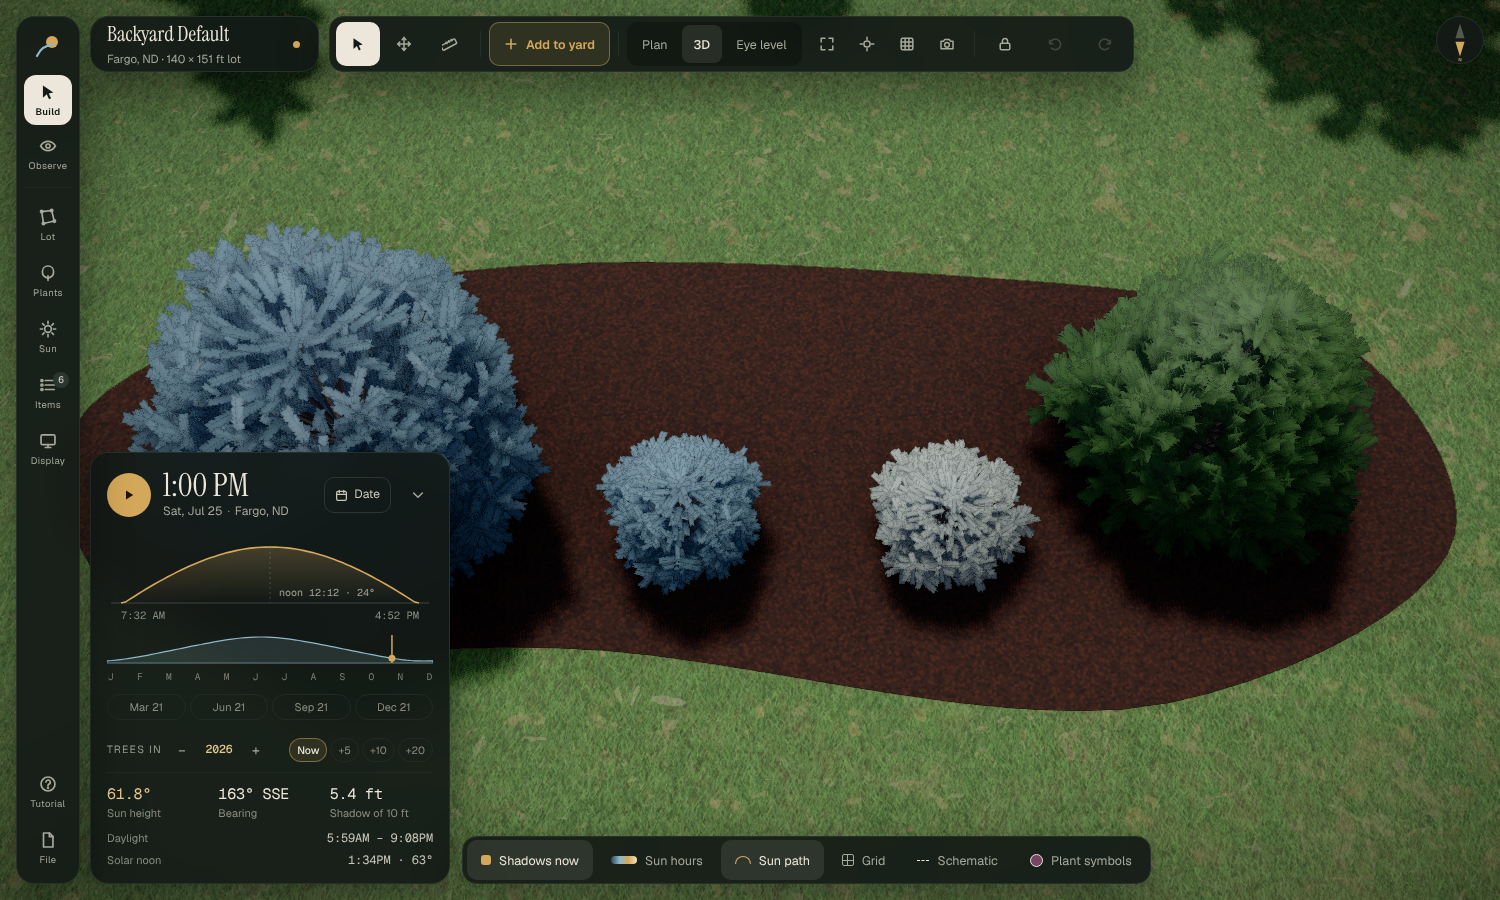 Backyard Default
Fargo, ND · 140 × 151 ft lot
Add to yard
Plan
3D
Eye level
N
Build
Observe
Lot
Plants
Sun
6
Items
Display
Tutorial
File
1:00 PM
Sat, Jul 25 · Fargo, ND
Date
noon 12:12 · 24°
7:32 AM
4:52 PM
J F M A M J J A S O N D
Mar 21
Jun 21
Sep 21
Dec 21
TREES IN
− 2026 +
Now
+5
+10
+20
61.8°
Sun height
163° SSE
Bearing
5.4 ft
Shadow of 10 ft
Daylight
5:59AM – 9:08PM
Solar noon
1:34PM · 63°
Shadows now
Sun hours
Sun path
Grid
Schematic
Plant symbols